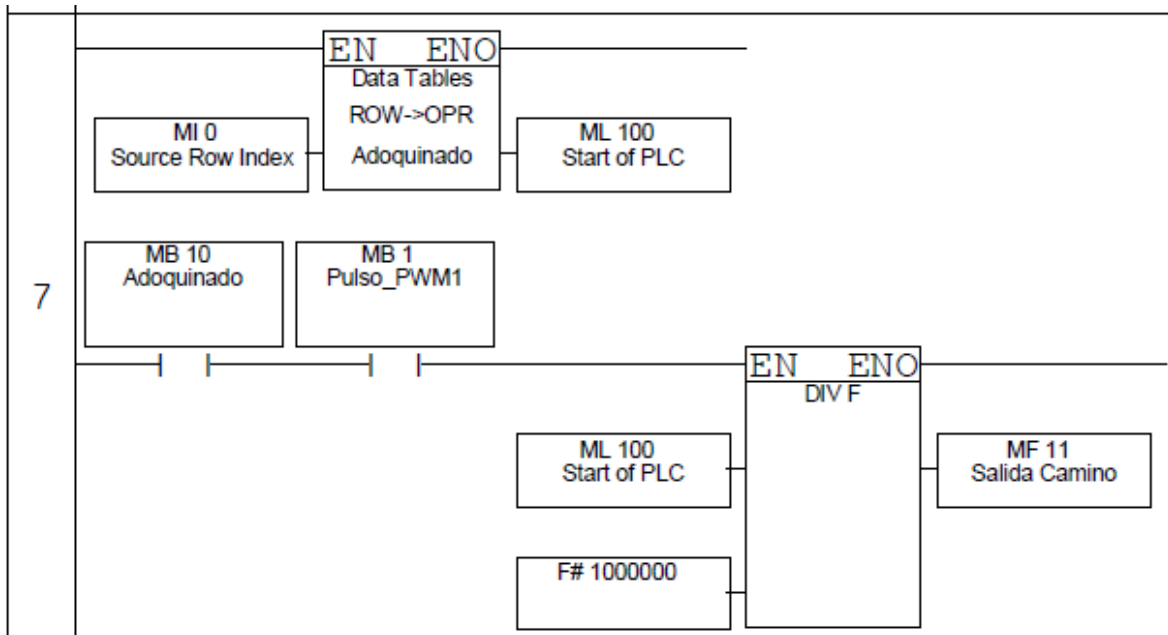 EN ENO
Data Tables
ROW->OPR
MI 0
Source Row Index
Adoquinado
ML 100
Start of PLC
7
MB 10
Adoquinado
MB 1
Pulso_PWM1
EN ENO
DIV F
ML 100
Start of PLC
MF 11
Salida Camino
F# 1000000